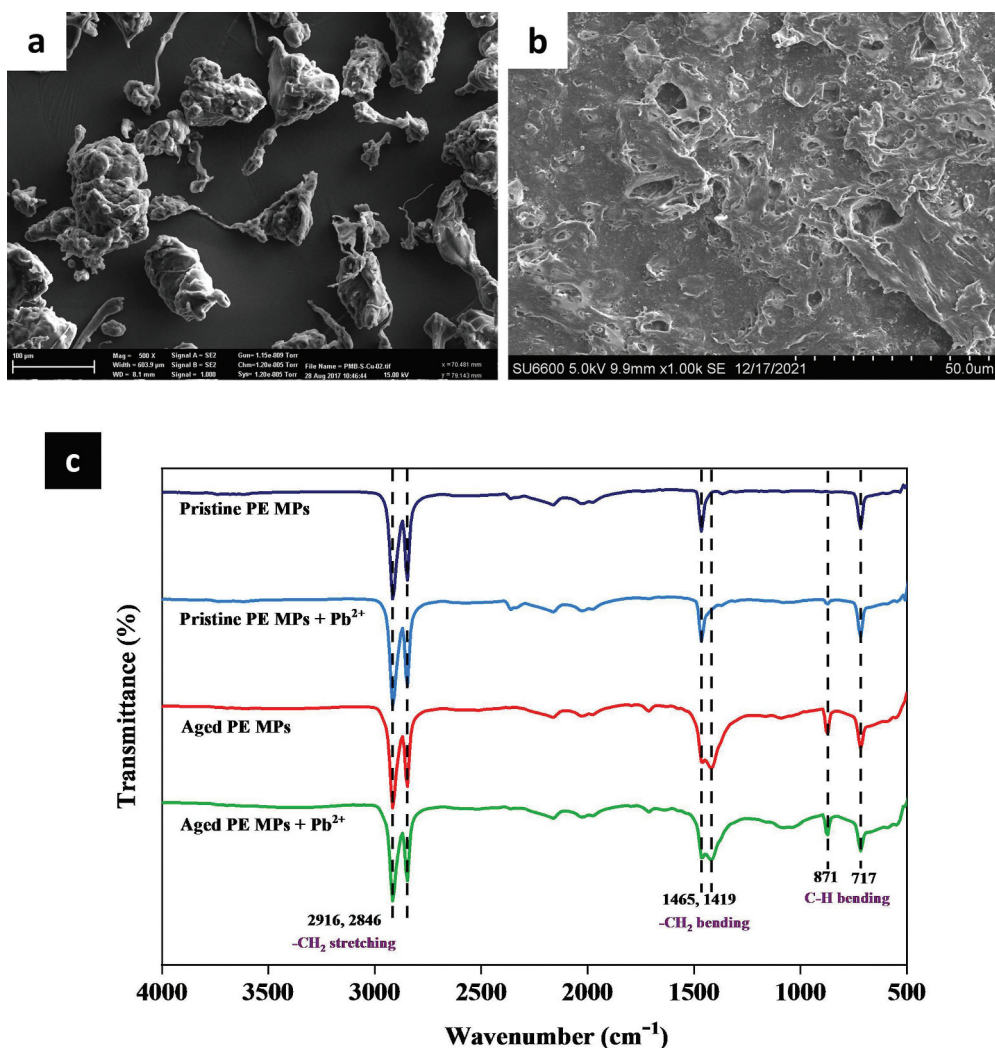 a
b
100 µm
Mag = 500 X
Signal A = SE2
Gun= 1.15e-009 Torr
Width = 603.9 µm
Signal B = SE2
Chm=1.20e-005 Torr
File Name = PMB-S-Cu-02.tif
x = 70.481 mm
WD = 8.1 mm
Signal = 1.000
Sys= 1.20e-005 Torr
28 Aug 2017 10:46:44
15.00 kV
y = 79.143 mm
SU6600 5.0kV 9.9mm x1.00k SE 12/17/2021
50.0um
c
Transmittance (%)
Pristine PE MPs
Pristine PE MPs + Pb²⁺
Aged PE MPs
Aged PE MPs + Pb²⁺
2916, 2846
-CH₂ stretching
1465, 1419
-CH₂ bending
871
717
C-H bending
4000
3500
3000
2500
2000
1500
1000
500
Wavenumber (cm⁻¹)